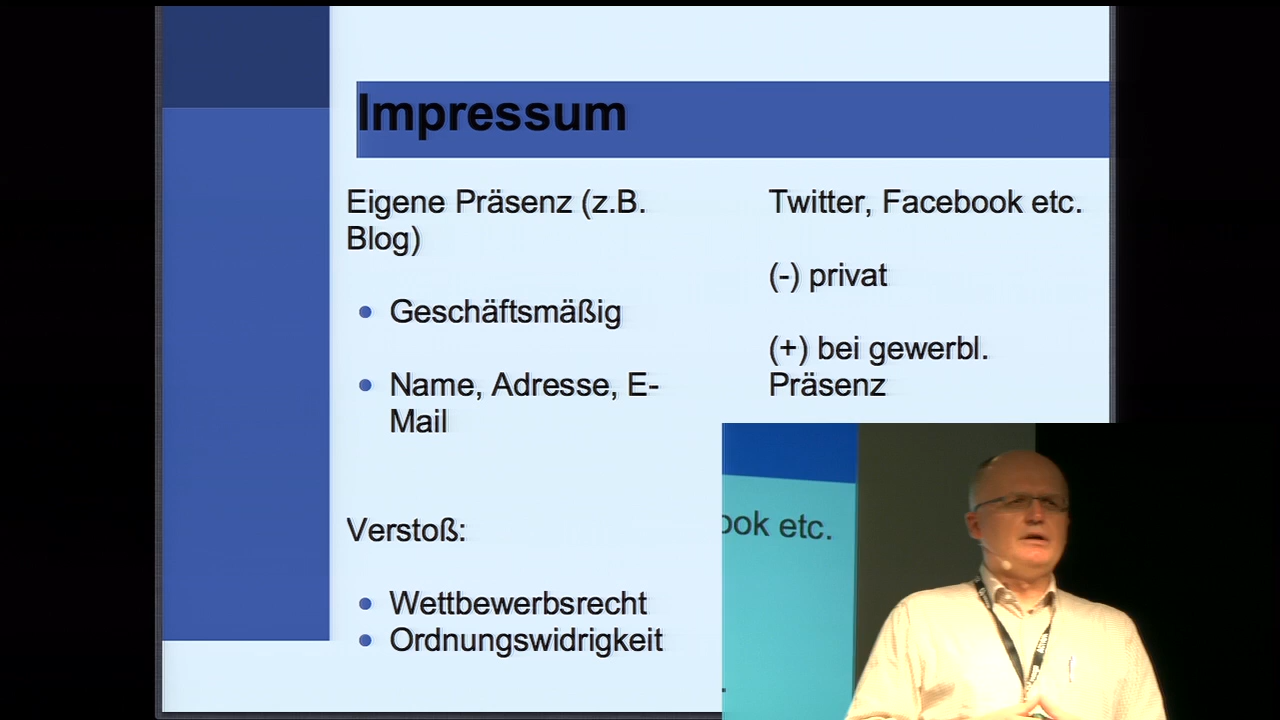 Impressum
Eigene Präsenz (z.B.
Blog)
Geschäftsmäßig
Name, Adresse, E-
Mail
Verstoß:
Wettbewerbsrecht
Ordnungswidrigkeit
Twitter, Facebook etc.
(-) privat
(+) bei gewerbl.
Präsenz
ook etc.